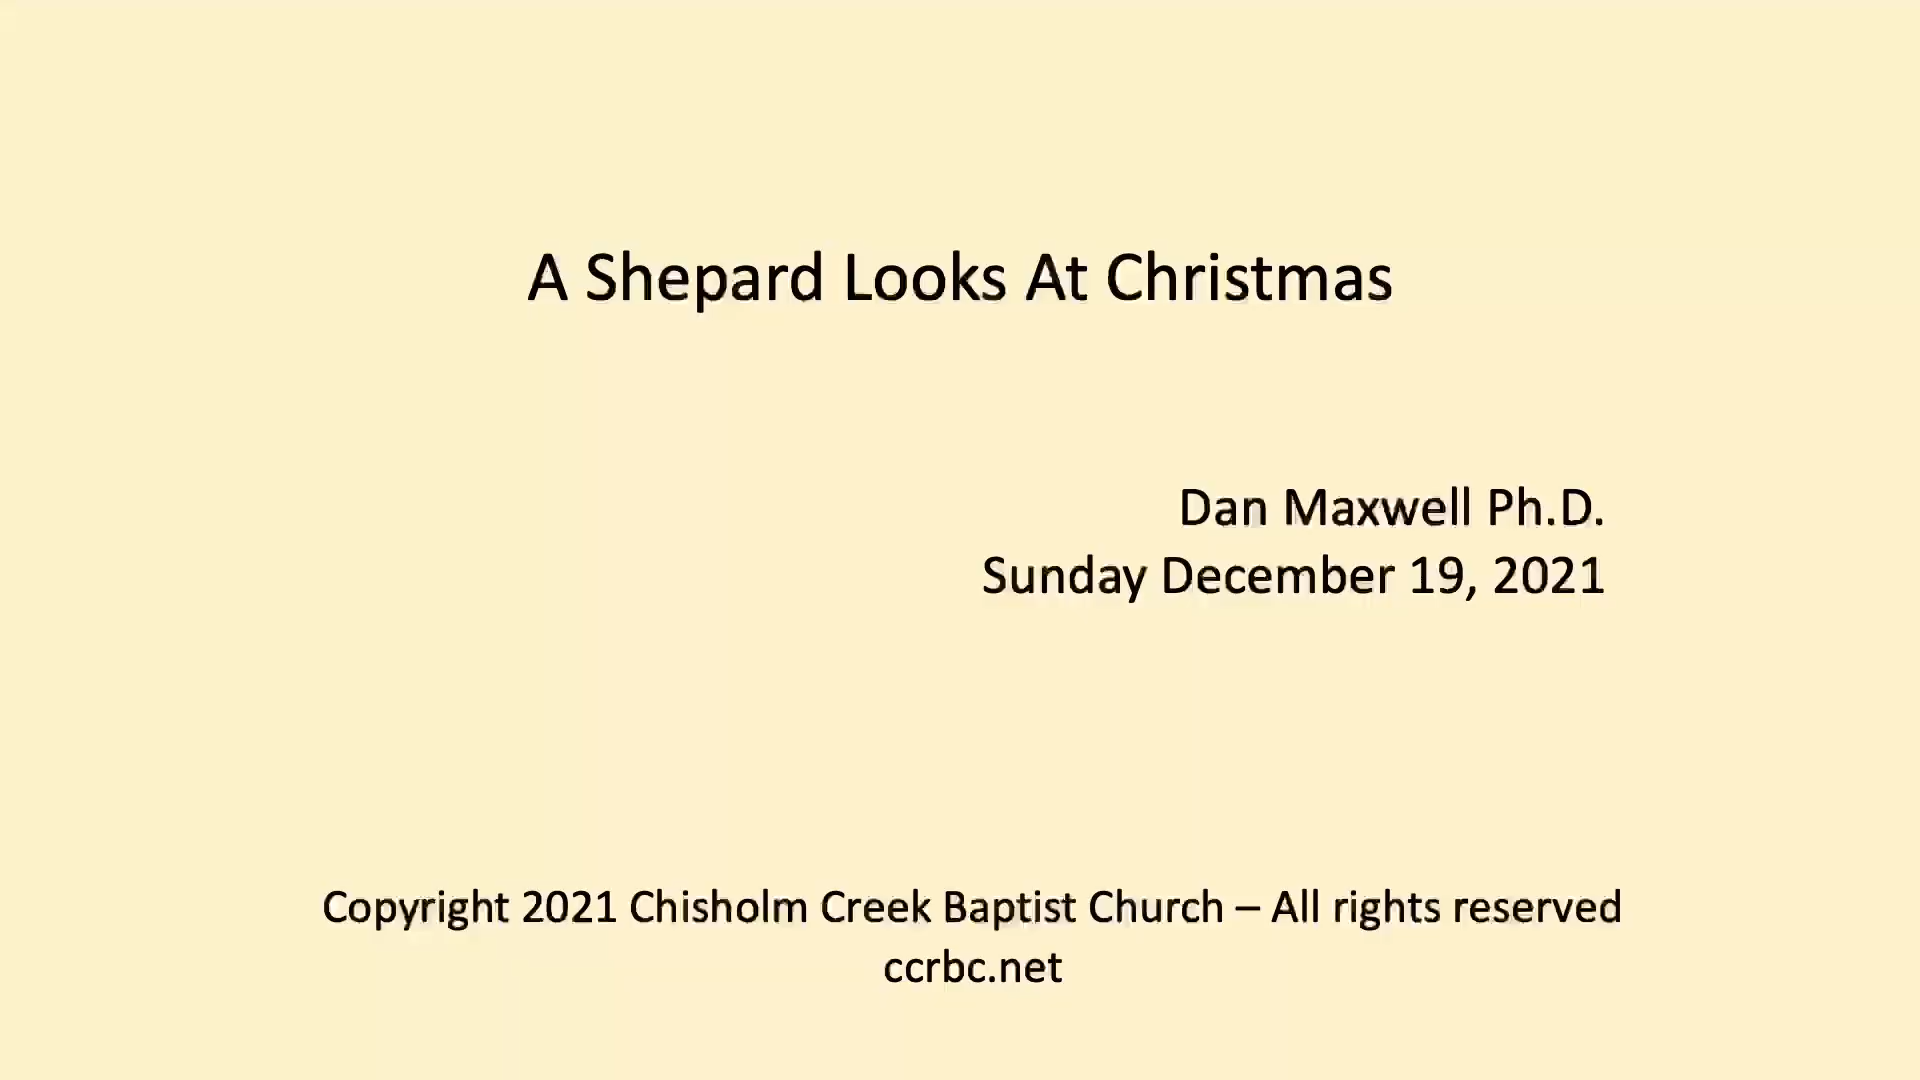 A Shepard Looks At Christmas
Dan Maxwell Ph.D.
Sunday December 19, 2021
Copyright 2021 Chisholm Creek Baptist Church – All rights reserved
ccrbc.net